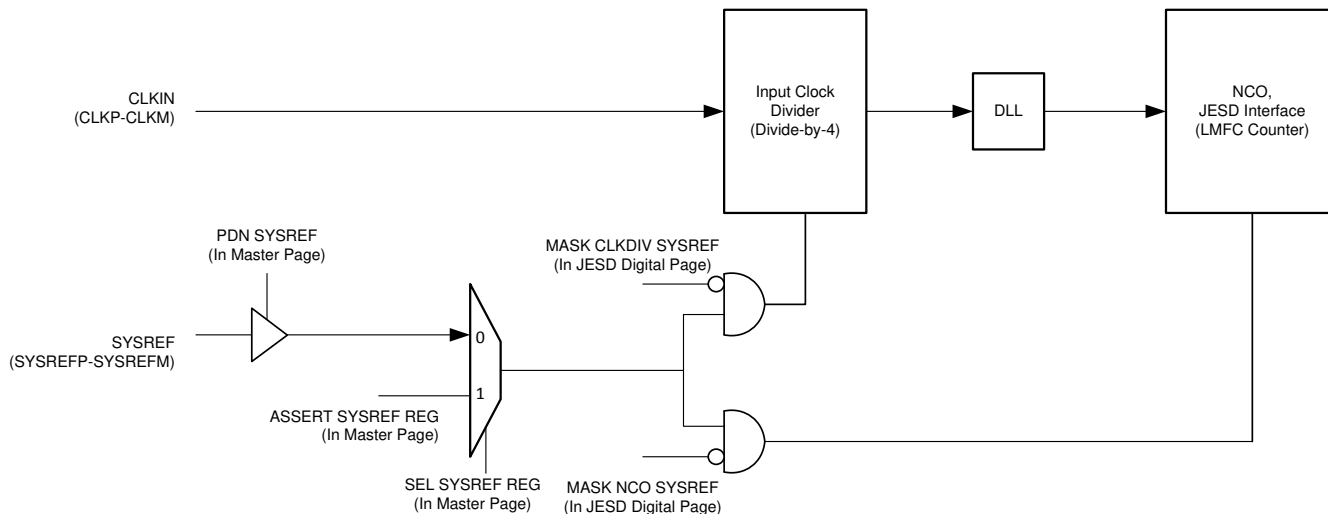 CLKIN
(CLKP-CLKM)
Input Clock
Divider
(Divide-by-4)
DLL
NCO,
JESD Interface
(LMFC Counter)
PDN SYSREF
(In Master Page)
MASK CLKDIV SYSREF
(In JESD Digital Page)
SYSREF
(SYSREFP-SYSREFM)
0
1
ASSERT SYSREF REG
(In Master Page)
SEL SYSREF REG
(In Master Page)
MASK NCO SYSREF
(In JESD Digital Page)